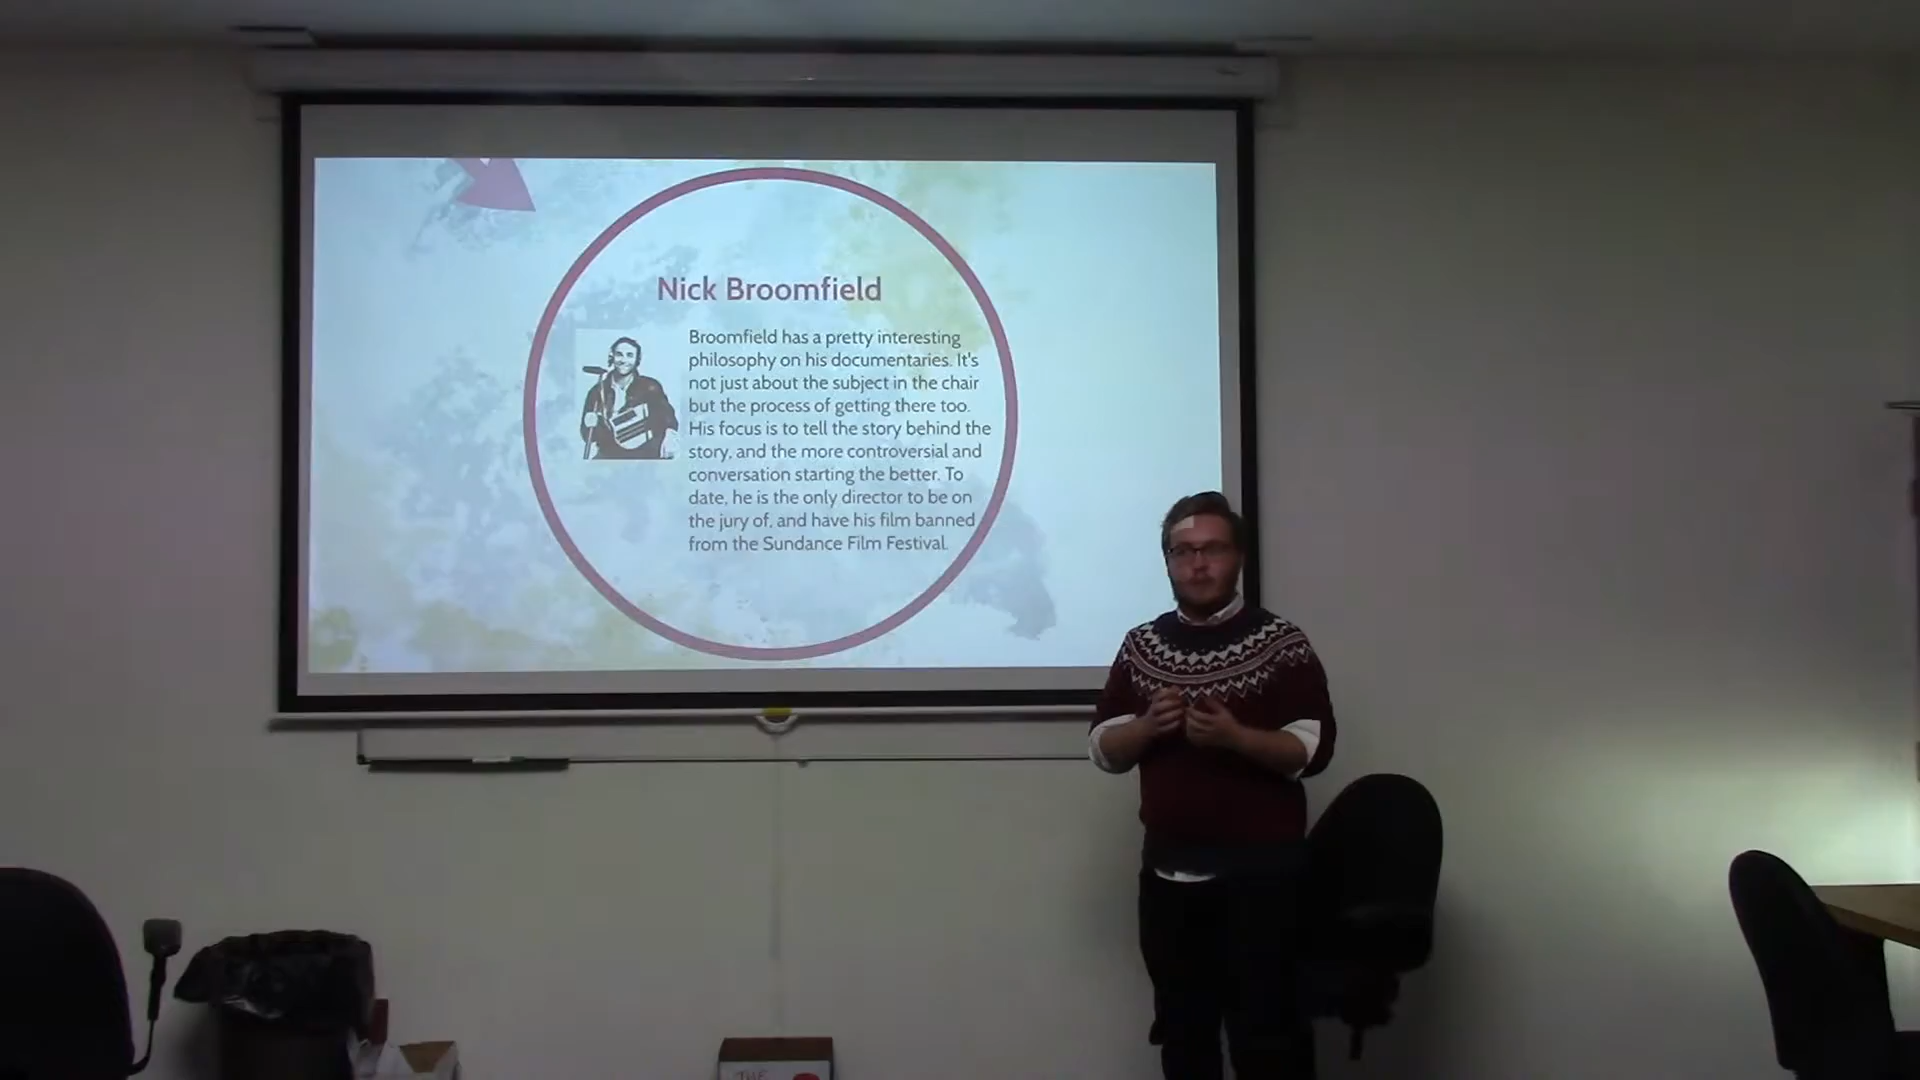 Nick Broomfield
Broomfield has a pretty interesting
philosophy on his documentaries. It's
not just about the subject in the chair
but the process of getting there too.
His focus is to tell the story behind the
story, and the more controversial and
conversation starting the better. To
date, he is the only director to be on
the jury of, and have his film banned
from the Sundance Film Festival.
THE